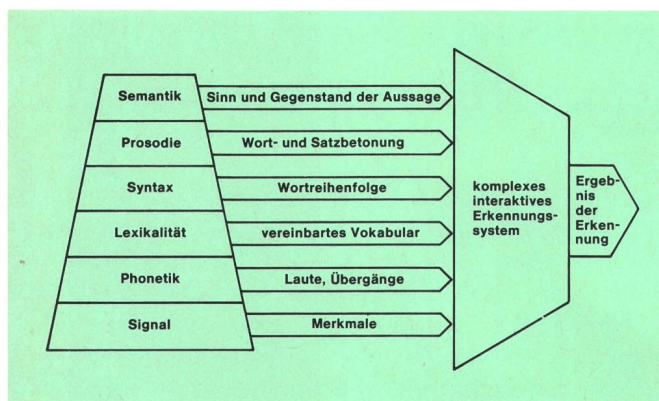 Semantik
Sinn und Gegenstand der Aussage
Prosodie
Wort- und Satzbetonung
Syntax
Wortreihenfolge
Lexikalität
vereinbartes Vokabular
Phonetik
Laute, Übergänge
Signal
Merkmale
komplexes
interaktives
Erkennungs-
system
Ergeb-
nis
der
Erken-
nung